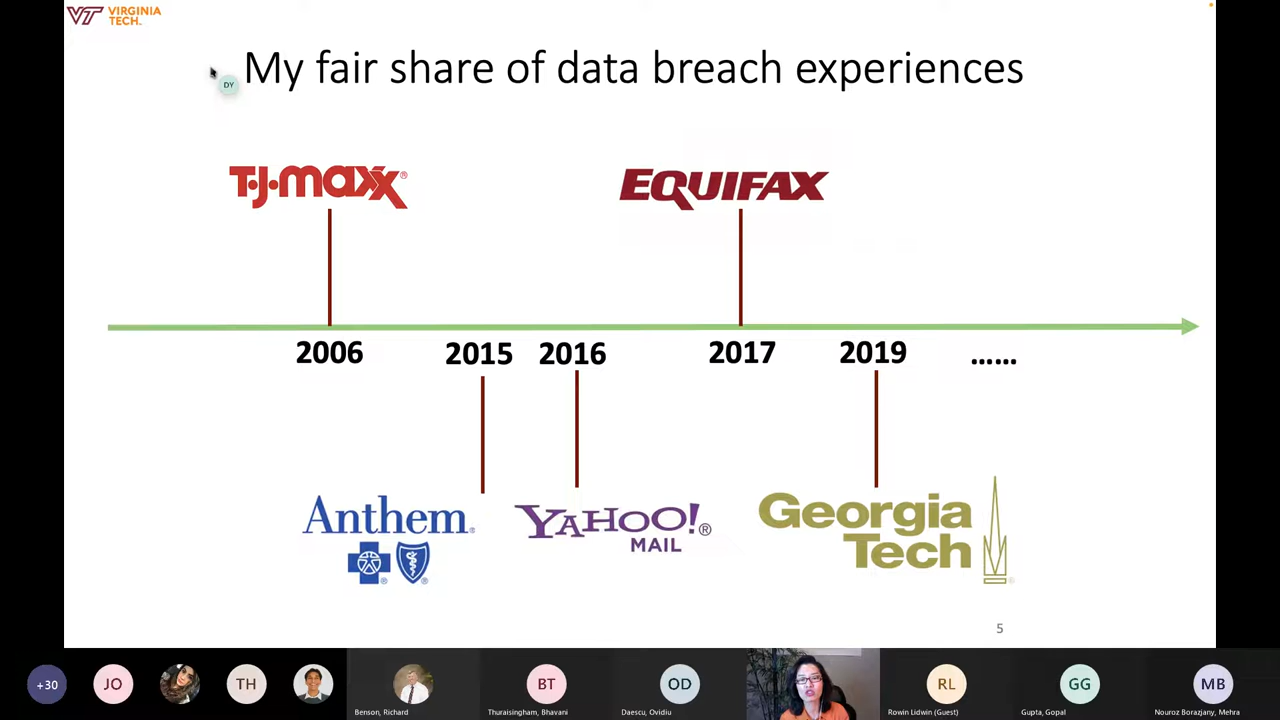 VIRGINIA
TECH.
My fair share of data breach experiences
DY
T·J·maxx®
EQUIFAX
2006 2015 2016 2017 2019 ......
Anthem
YAHOO!®
MAIL
Georgia
Tech
5
+30 JO TH BT OD RL GG MB
Benson, Richard Thuraisingham, Bhavani Daescu, Ovidiu Rowin Lidwin (Guest) Gupta, Gopal Nouroz Borazjany, Mehra